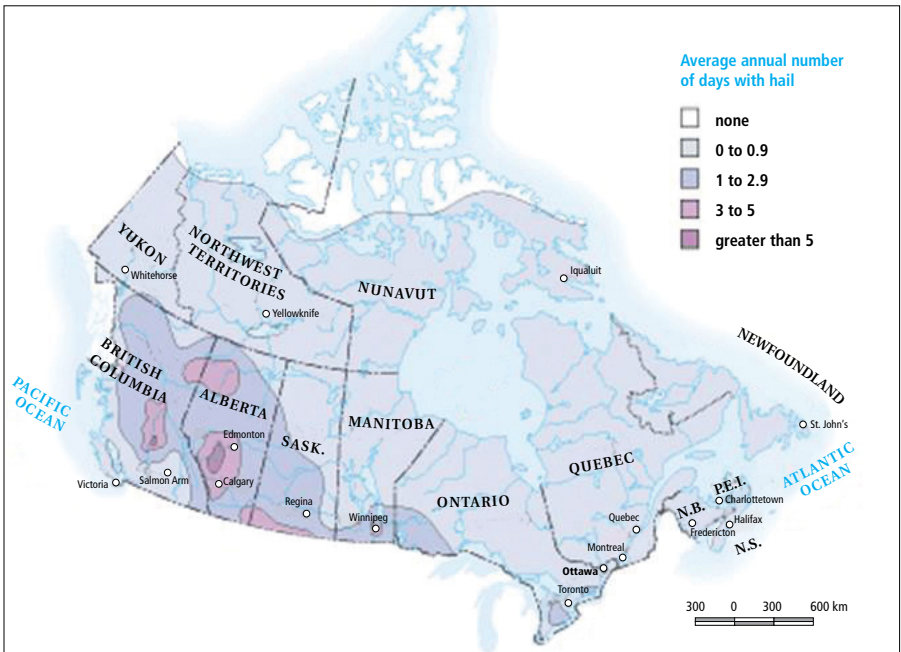 Average annual number
of days with hail
none
0 to 0.9
1 to 2.9
3 to 5
greater than 5
YUKON
Whitehorse
NORTHWEST
TERRITORIES
Yellowknife
NUNAVUT
Iqualuit
BRITISH
COLUMBIA
PACIFIC
OCEAN
ALBERTA
Edmonton
SASK.
MANITOBA
NEWFOUNDLAND
St. John's
ATLANTIC
OCEAN
QUEBEC
ONTARIO
Victoria
Salmon Arm
Calgary
Regina
Winnipeg
P.E.I.
Charlottetown
N.B.
Fredericton
Halifax
N.S.
Quebec
Montreal
Ottawa
Toronto
300 0 300 600 km